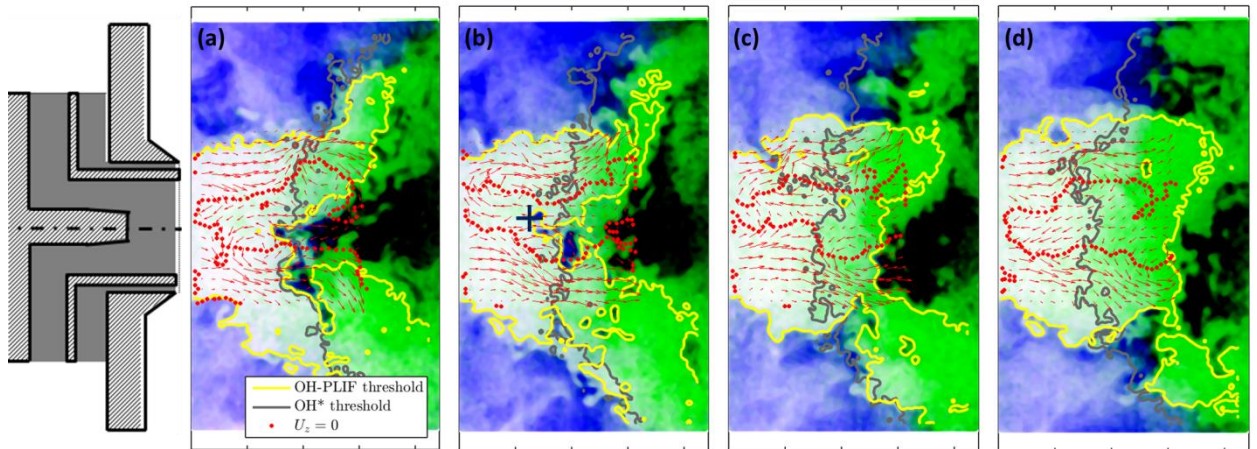 (a)
(b)
(c)
(d)
OH-PLIF threshold
OH* threshold
U_z = 0